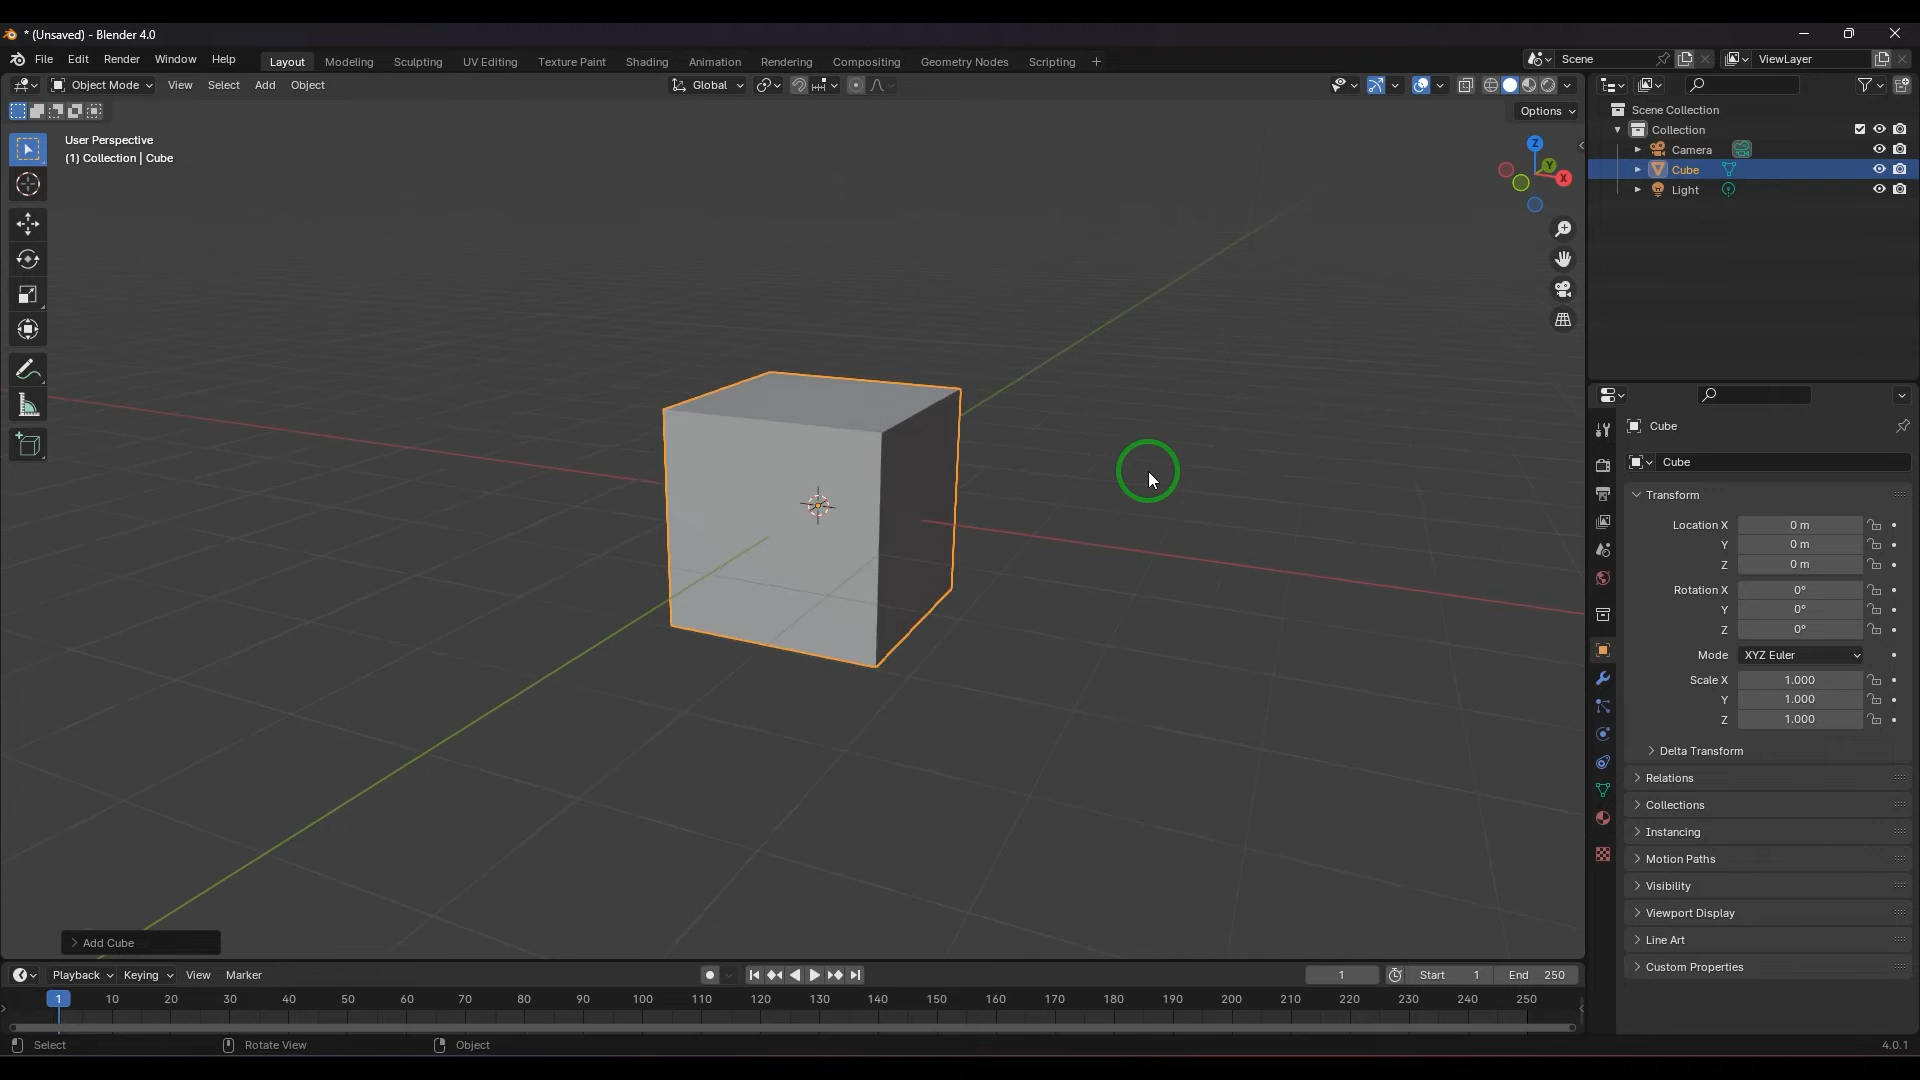 * (Unsaved) - Blender 4.0
File Edit Render Window Help Layout Modeling Sculpting UV Editing Texture Paint Shading Animation Rendering Compositing Geometry Nodes Scripting + Scene ViewLayer
Object Mode View Select Add Object Global
Options
User Perspective
(1) Collection | Cube
Z
Y
X
Add Cube
Scene Collection
Collection
Camera
Cube
Light
Cube
Cube
Transform
Location X 0 m
Y 0 m
Z 0 m
Rotation X 0°
Y 0°
Z 0°
Mode XYZ Euler
Scale X 1.000
Y 1.000
Z 1.000
Delta Transform
Relations
Collections
Instancing
Motion Paths
Visibility
Viewport Display
Line Art
Custom Properties
Playback Keying View Marker 1 Start 1 End 250
1 10 20 30 40 50 60 70 80 90 100 110 120 130 140 150 160 170 180 190 200 210 220 230 240 250
Select Rotate View Object 4.0.1